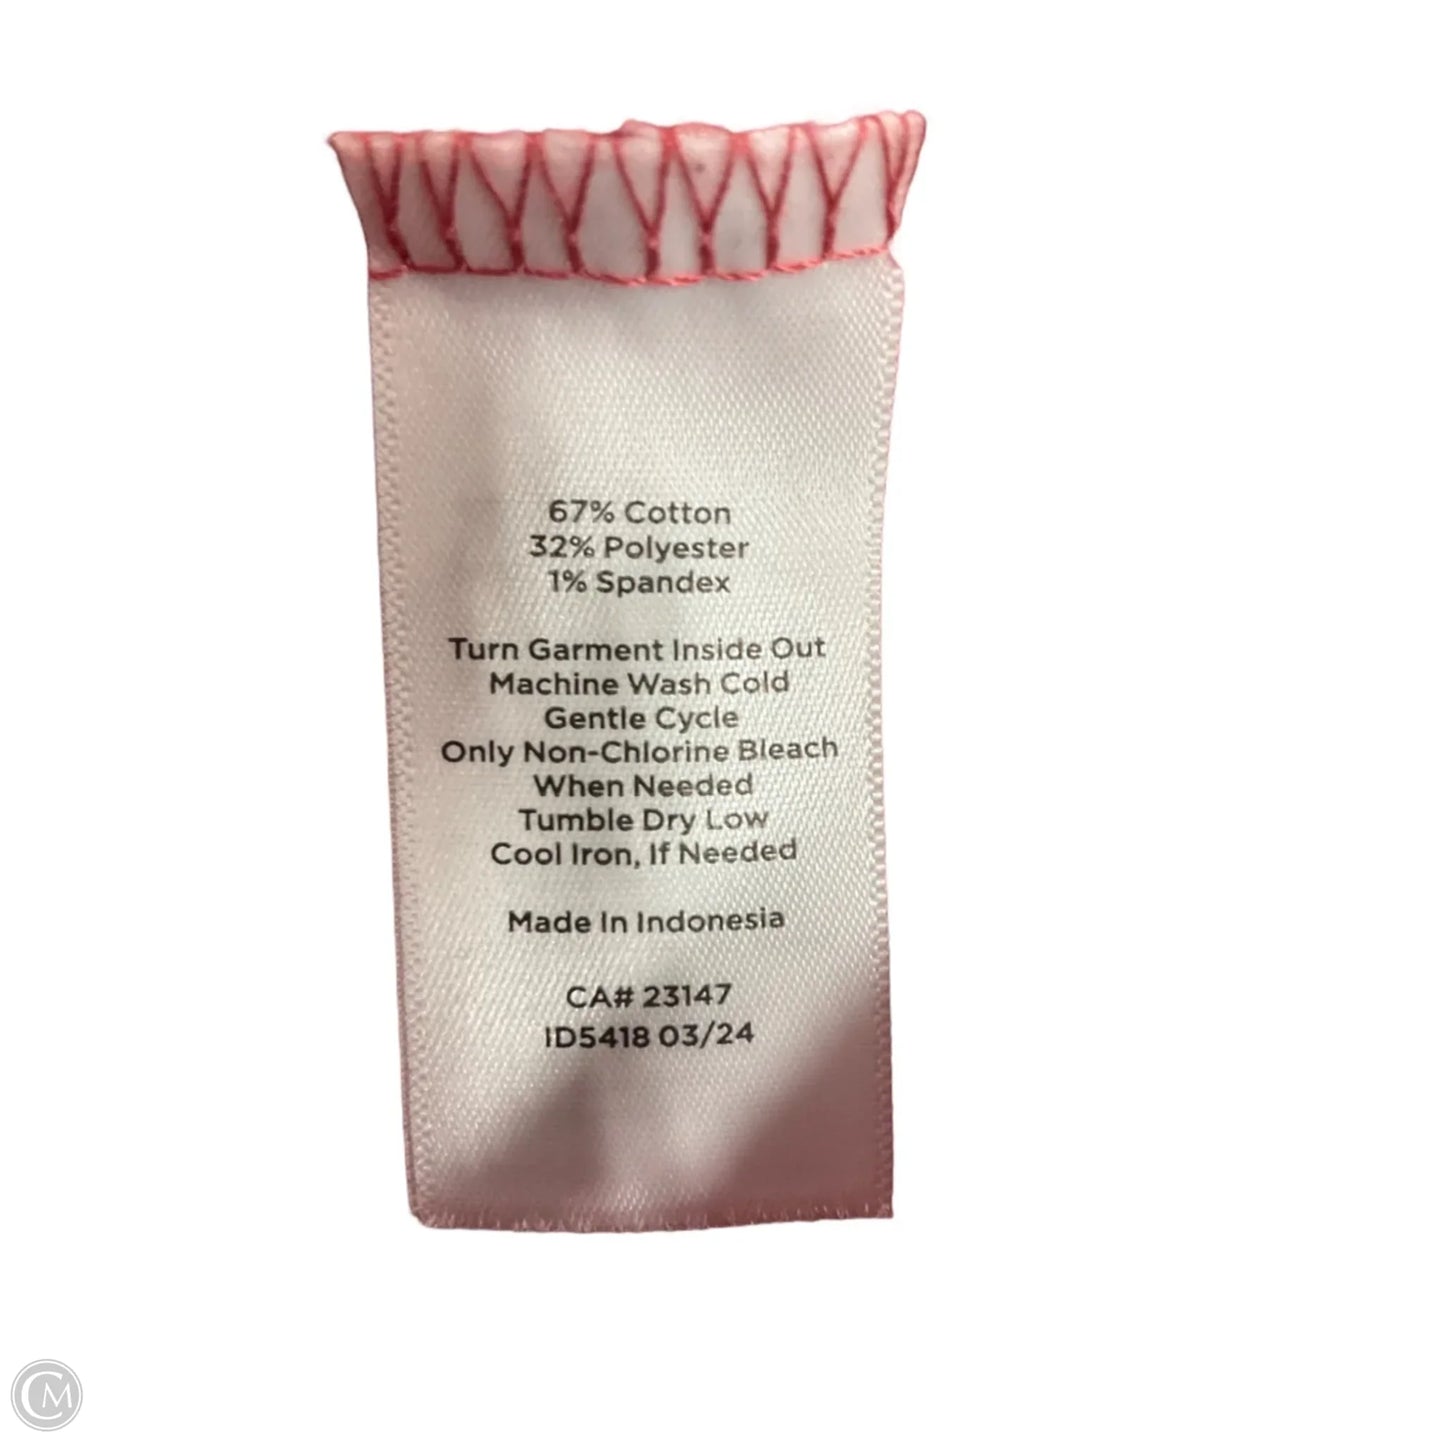 67% Cotton
32% Polyester
1% Spandex
Turn Garment Inside Out
Machine Wash Cold
Gentle Cycle
Only Non-Chlorine Bleach
When Needed
Tumble Dry Low
Cool Iron, If Needed
Made In Indonesia
CA# 23147
ID5418 03/24
CM